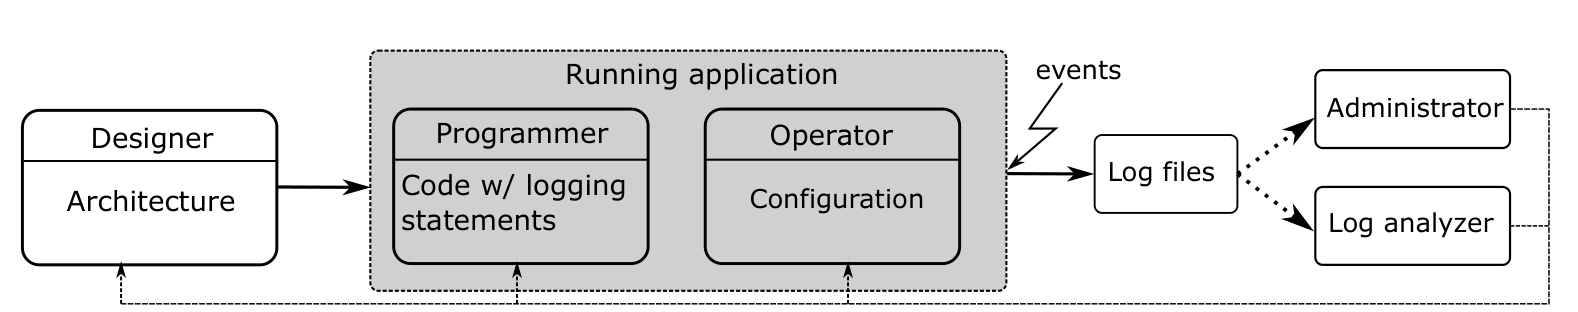 Designer
Architecture
Running application
Programmer
Code w/ logging
statements
Operator
Configuration
events
Log files
Administrator
Log analyzer